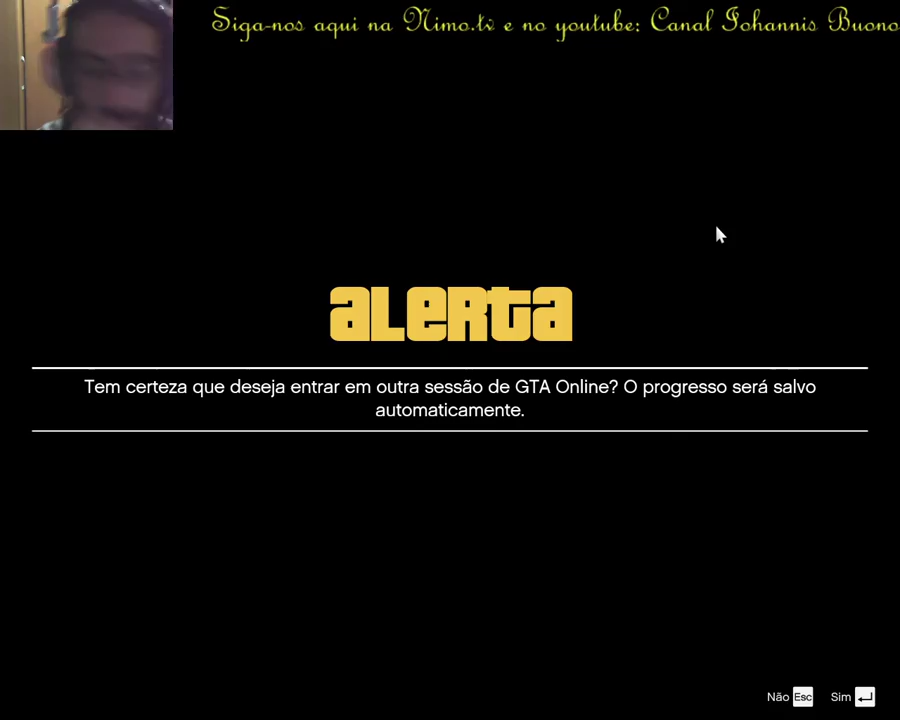 Siga-nos aqui na Nimo.tv e no youtube: Canal Iohannis Buono
alerta
Tem certeza que deseja entrar em outra sessão de GTA Online? O progresso será salvo
automaticamente.
Não Esc Sim